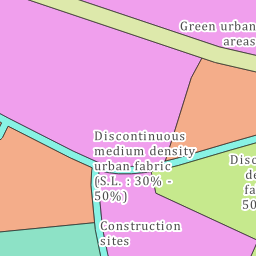 Green urban
areas
Discontinuous
medium density
urban fabric
(S.L. : 30% -
50%)
Disc
de
fa
50
Construction
sites